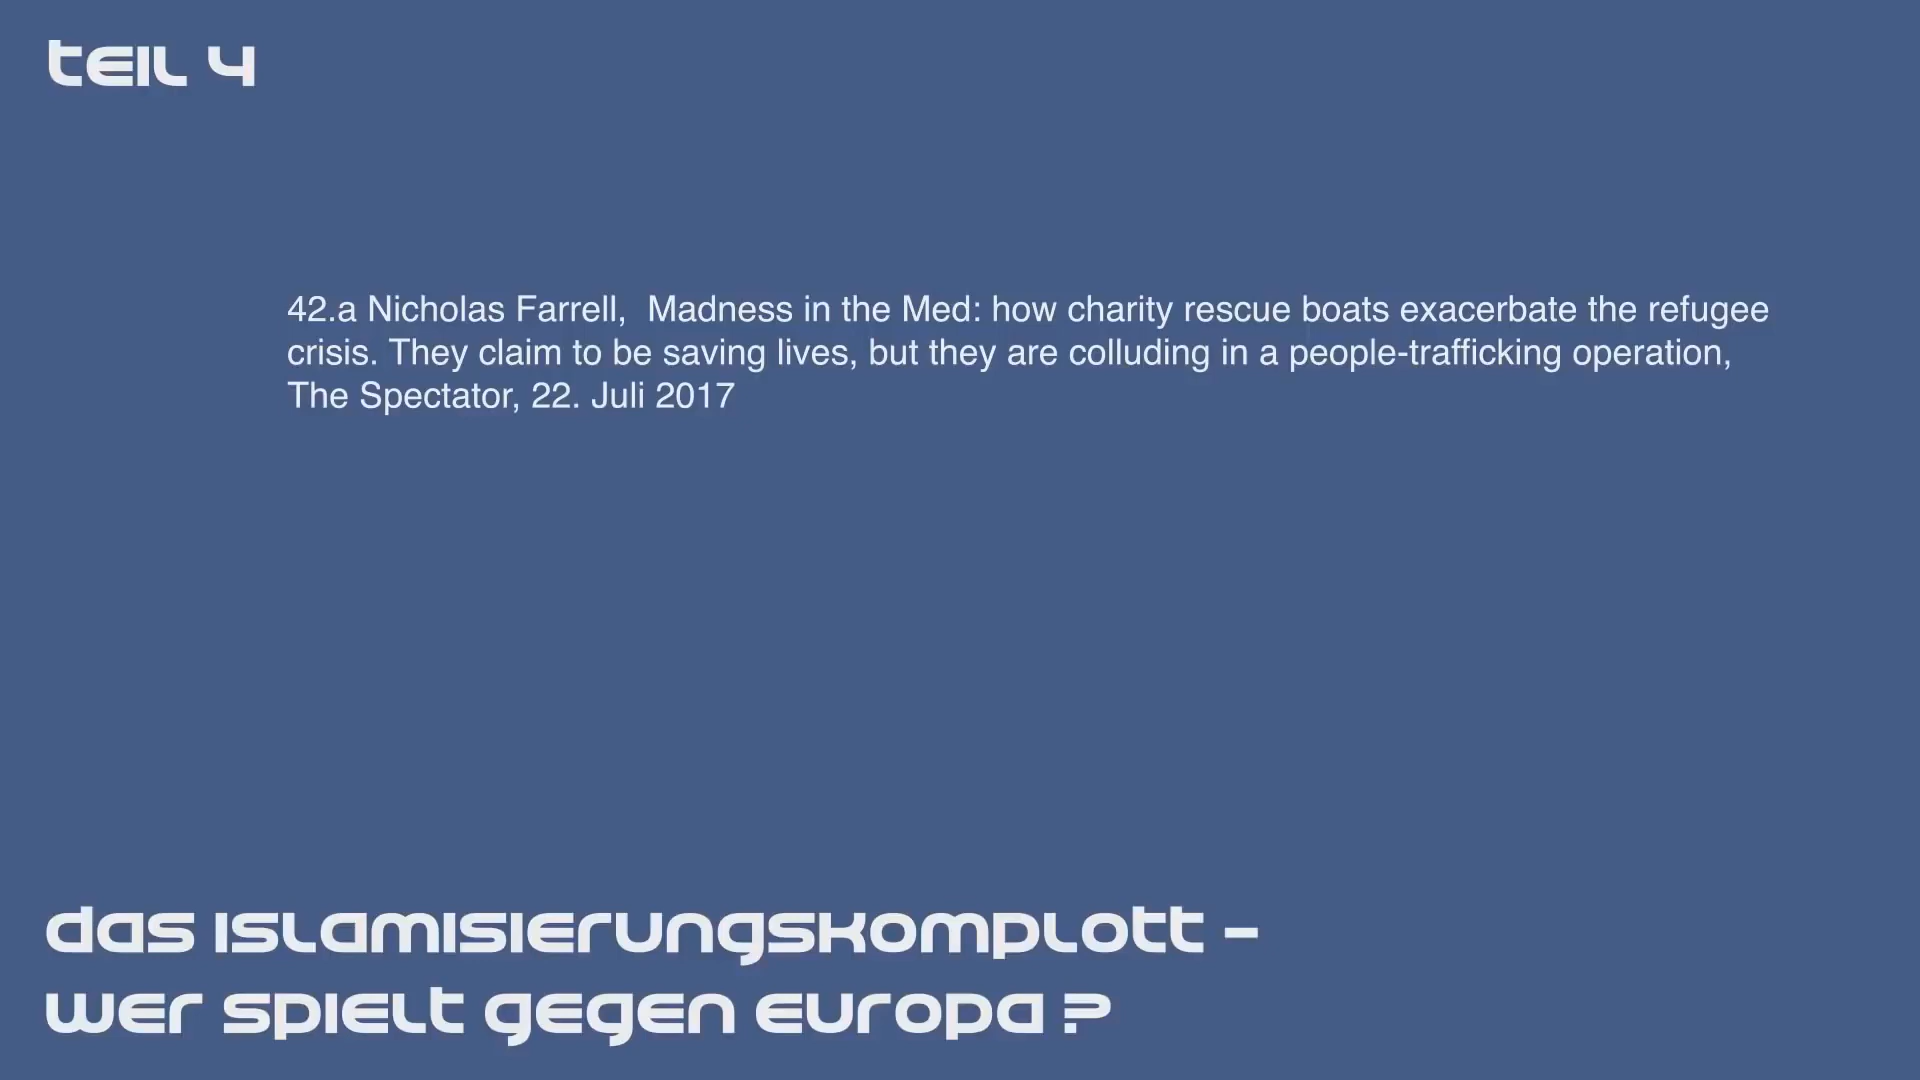 Teil 4
42.a Nicholas Farrell,  Madness in the Med: how charity rescue boats exacerbate the refugee
crisis. They claim to be saving lives, but they are colluding in a people-trafficking operation,
The Spectator, 22. Juli 2017
das Islamisierungskomplott –
wer spielt gegen Europa ?